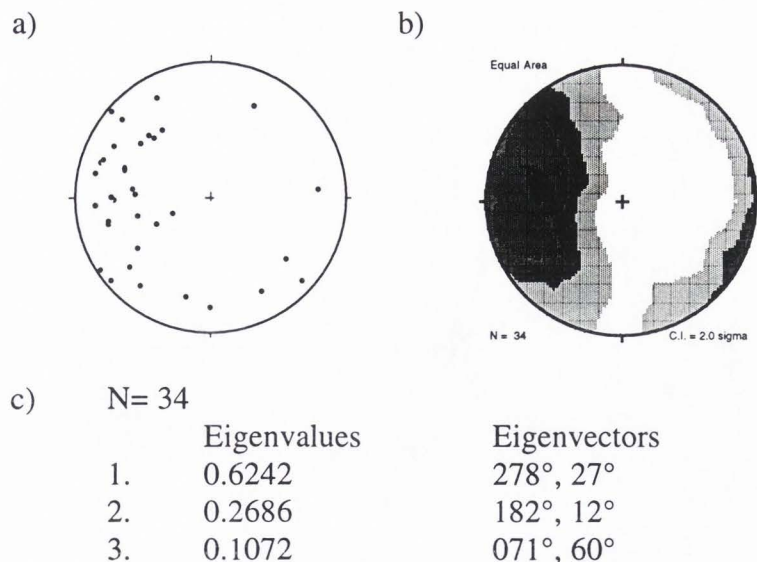 a)
b)
Equal Area
N = 34
C.I. = 2.0 sigma
c) N= 34
Eigenvalues Eigenvectors
1. 0.6242 278°, 27°
2. 0.2686 182°, 12°
3. 0.1072 071°, 60°